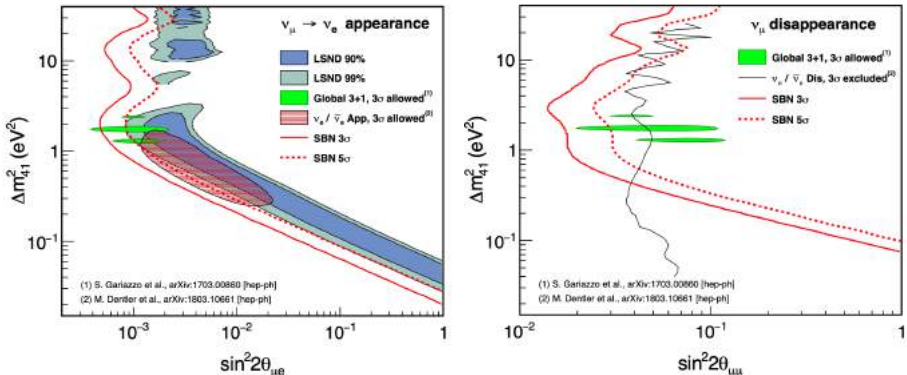 ν_μ → ν_e appearance
LSND 90%
LSND 99%
Global 3+1, 3σ allowed(1)
ν_e / ν̄_e App, 3σ allowed(2)
SBN 3σ
SBN 5σ
Δm²₄₁ (eV²)
10
1
10⁻¹
(1) S. Gariazzo et al., arXiv:1703.00860 [hep-ph]
(2) M. Dentler et al., arXiv:1803.10661 [hep-ph]
10⁻³ 10⁻² 10⁻¹ 1
sin²2θ_μe
ν_μ disappearance
Global 3+1, 3σ allowed(1)
Dis, 3σ excluded(2)
SBN 3σ
SBN 5σ
Δm²₄₁ (eV²)
10
1
10⁻¹
(1) S. Gariazzo et al., arXiv:1703.00860 [hep-ph]
(2) M. Dentler et al., arXiv:1803.10661 [hep-ph]
10⁻² 10⁻¹ 1
sin²2θ_μμ